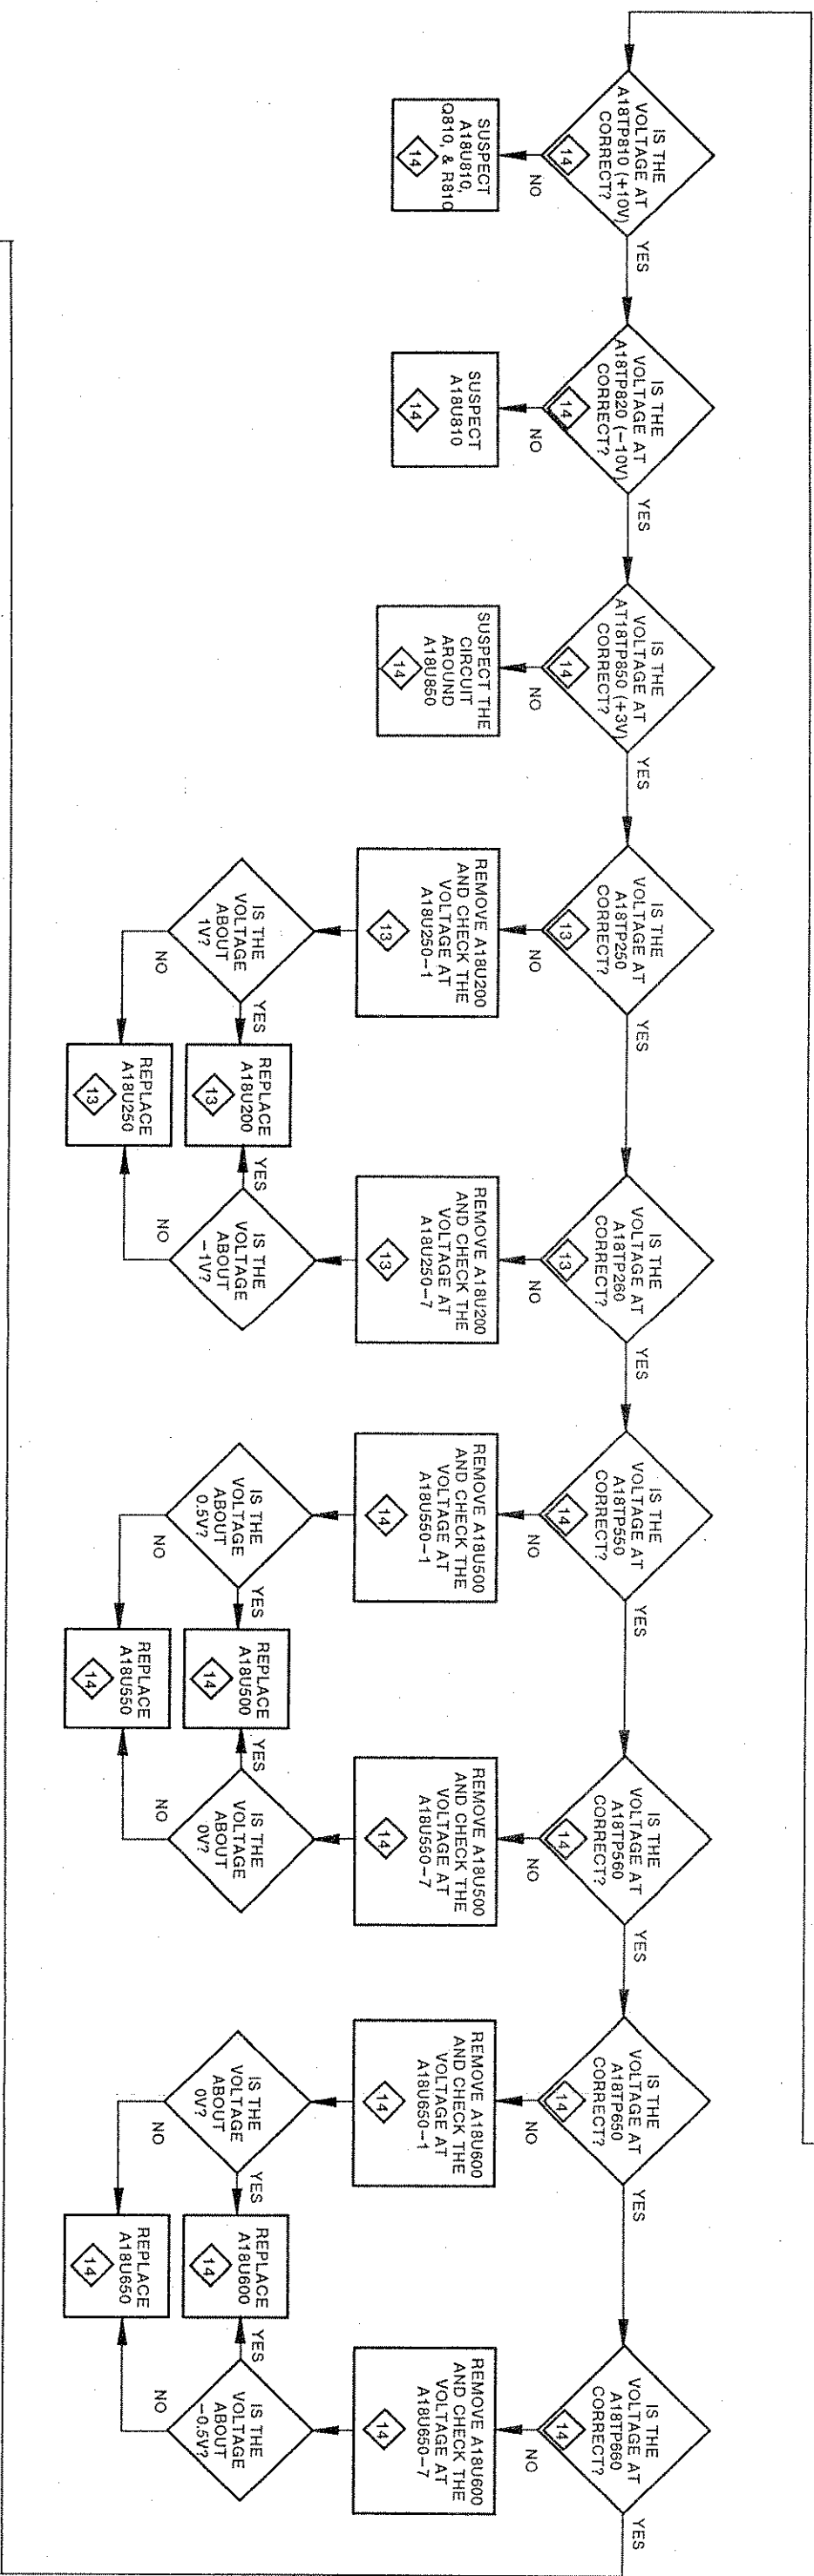 IS THE
VOLTAGE AT
A18TP810 (+10V)
CORRECT?
14
NO
YES
SUSPECT
A18U810,
Q810, & R810
14
IS THE
VOLTAGE AT
A18TP820 (−10V)
CORRECT?
14
NO
YES
SUSPECT
A18U810
14
IS THE
VOLTAGE AT
AT18TP850 (+3V)
CORRECT?
14
NO
YES
SUSPECT THE
CIRCUIT
AROUND
A18U850
14
IS THE
VOLTAGE AT
A18TP250
CORRECT?
13
NO
YES
REMOVE A18U200
AND CHECK THE
VOLTAGE AT
A18U250-1
13
IS THE
VOLTAGE
ABOUT
1V?
YES
NO
REPLACE
A18U200
13
REPLACE
A18U250
13
IS THE
VOLTAGE AT
A18TP260
CORRECT?
13
NO
YES
REMOVE A18U200
AND CHECK THE
VOLTAGE AT
A18U250-7
13
IS THE
VOLTAGE
ABOUT
−1V?
YES
NO
IS THE
VOLTAGE AT
A18TP550
CORRECT?
14
NO
YES
REMOVE A18U500
AND CHECK THE
VOLTAGE AT
A18U550-1
14
IS THE
VOLTAGE
ABOUT
0.5V?
YES
NO
REPLACE
A18U500
14
REPLACE
A18U550
14
IS THE
VOLTAGE AT
A18TP560
CORRECT?
14
NO
YES
REMOVE A18U500
AND CHECK THE
VOLTAGE AT
A18U550-7
14
IS THE
VOLTAGE
ABOUT
0V?
YES
NO
IS THE
VOLTAGE AT
A18TP650
CORRECT?
14
NO
YES
REMOVE A18U600
AND CHECK THE
VOLTAGE AT
A18U650-1
14
IS THE
VOLTAGE
ABOUT
0V?
YES
NO
REPLACE
A18U600
14
REPLACE
A18U650
14
IS THE
VOLTAGE AT
A18TP660
CORRECT?
14
NO
YES
REMOVE A18U600
AND CHECK THE
VOLTAGE AT
A18U650-7
14
IS THE
VOLTAGE
ABOUT
−0.5V?
YES
NO